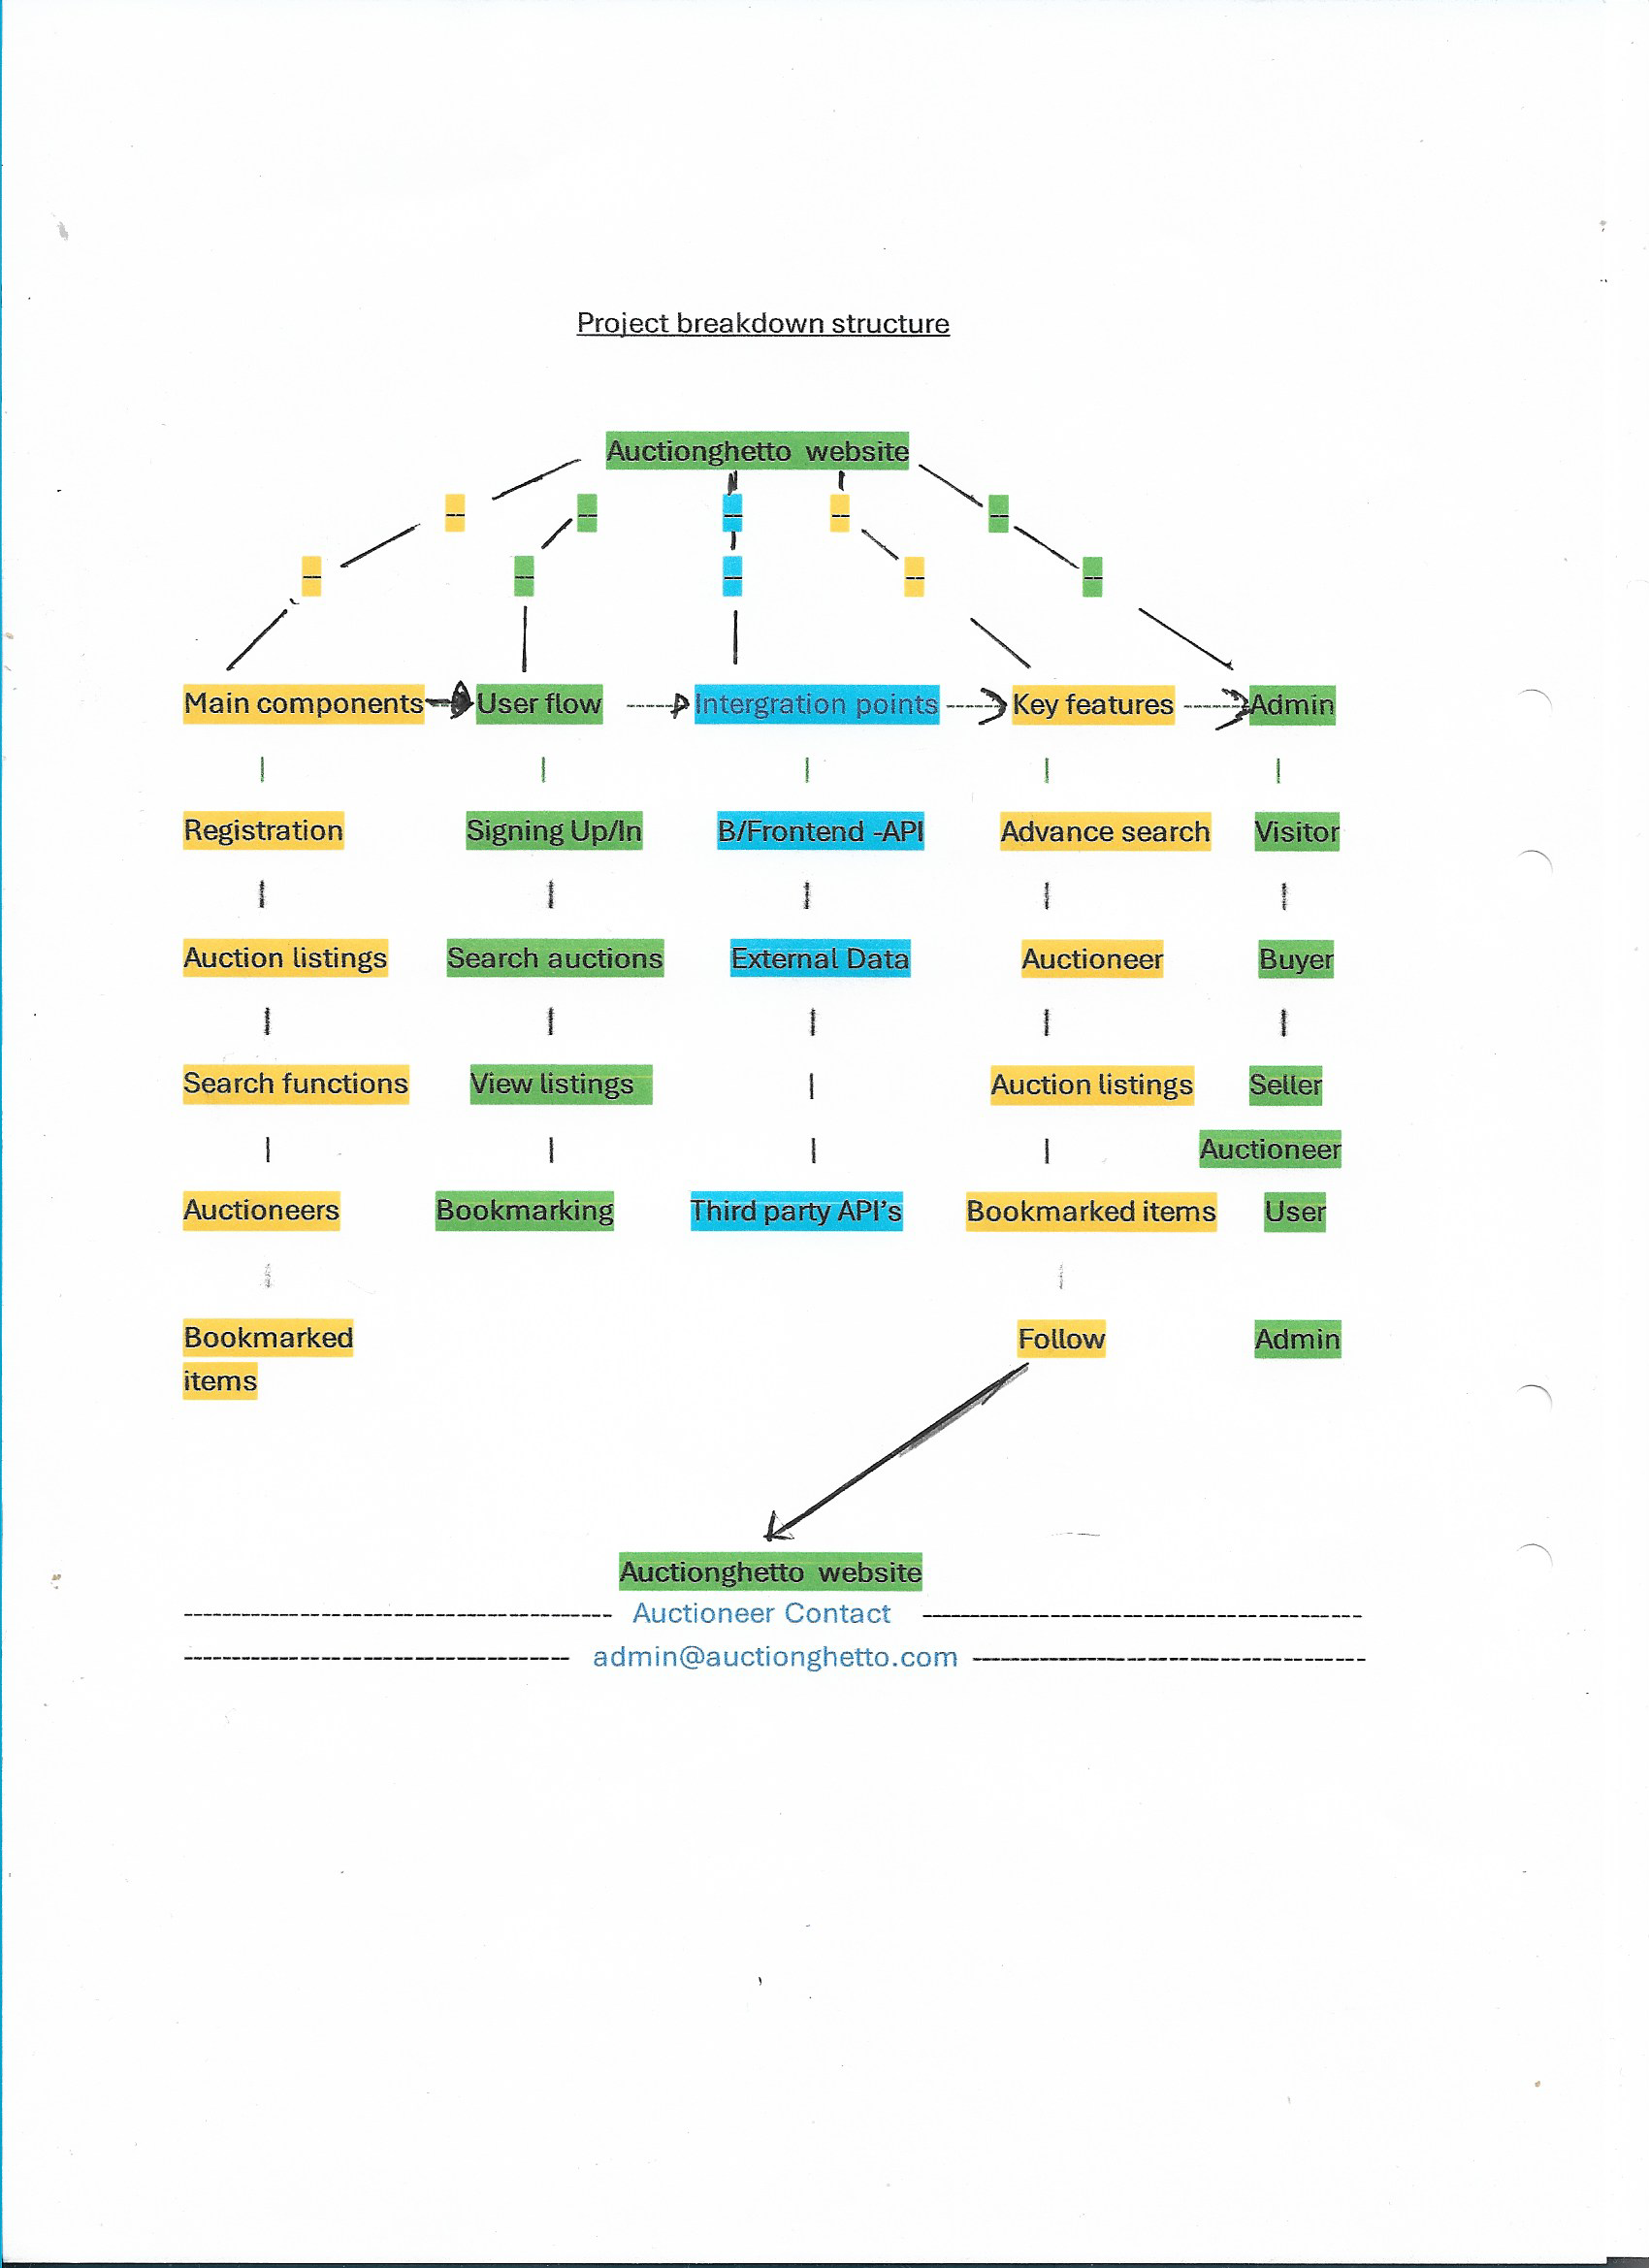 Project breakdown structure
Auctionghetto website
Main components User flow Intergration points Key features Admin
Registration Signing Up/In B/Frontend -API Advance search Visitor
Auction listings Search auctions External Data Auctioneer Buyer
Search functions View listings Auction listings Seller
Auctioneer
Auctioneers Bookmarking Third party API's Bookmarked items User
Bookmarked Follow Admin
items
Auctionghetto website
Auctioneer Contact
admin@auctionghetto.com